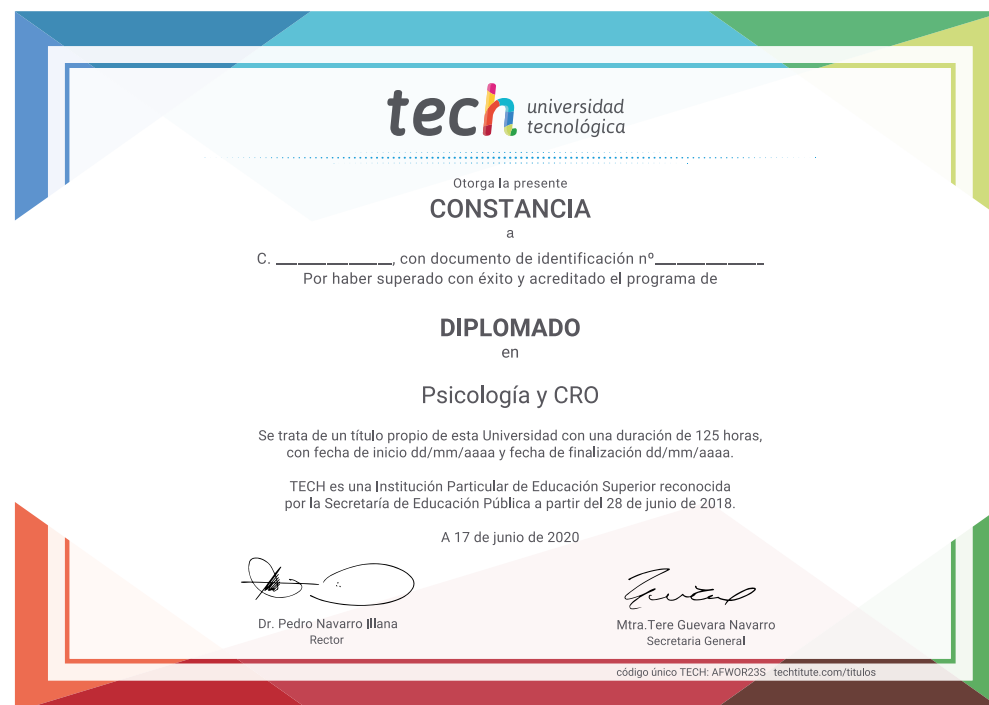 tech universidad
tecnológica
Otorga la presente
CONSTANCIA
a
C. ______________, con documento de identificación nº_____________
Por haber superado con éxito y acreditado el programa de
DIPLOMADO
en
Psicología y CRO
Se trata de un título propio de esta Universidad con una duración de 125 horas,
con fecha de inicio dd/mm/aaaa y fecha de finalización dd/mm/aaaa.
TECH es una Institución Particular de Educación Superior reconocida
por la Secretaría de Educación Pública a partir del 28 de junio de 2018.
A 17 de junio de 2020
Dr. Pedro Navarro Illana
Rector
Mtra.Tere Guevara Navarro
Secretaria General
código único TECH: AFWOR23S techtitute.com/titulos